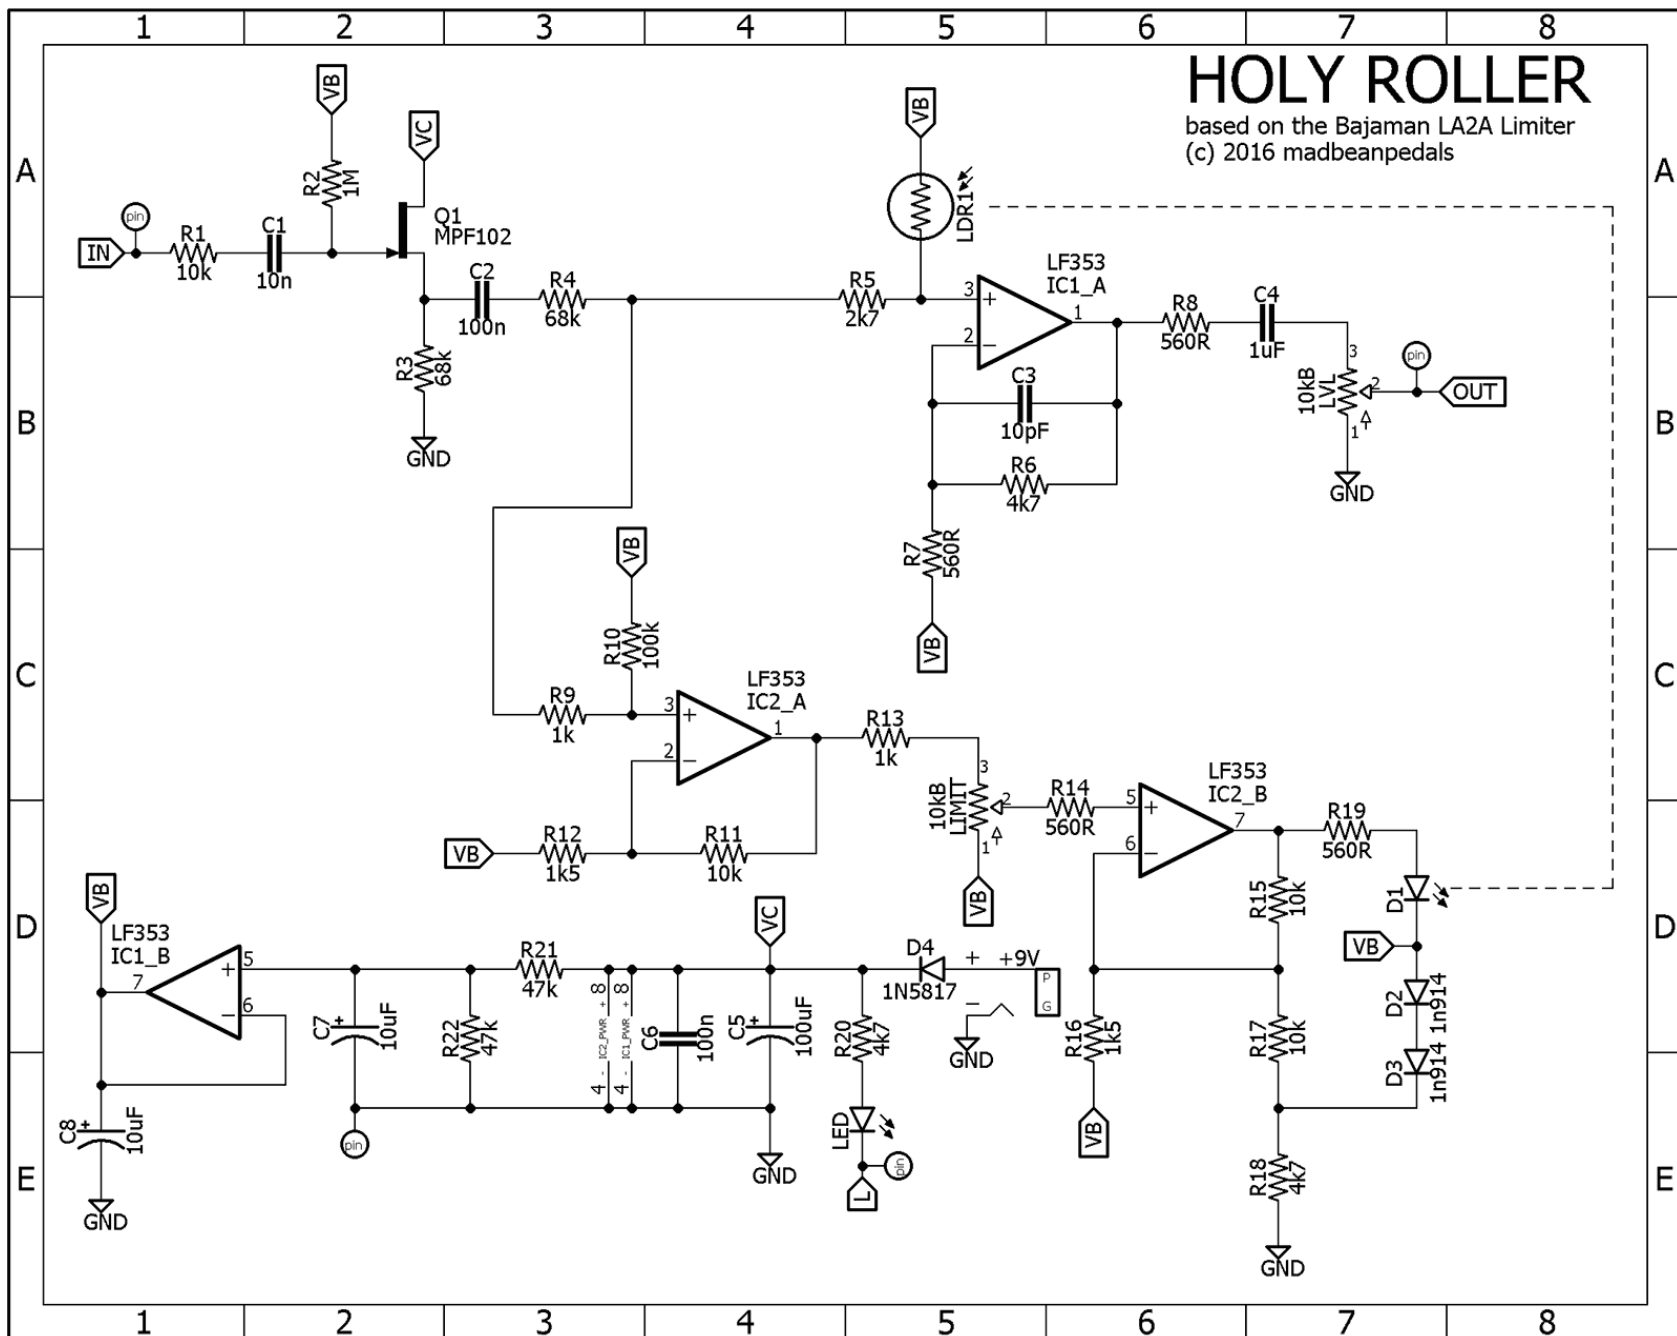 1 2 3 4 5 6 7 8
HOLY ROLLER
based on the Bajaman LA2A Limiter
(c) 2016 madbeanpedals
A
A
VB
VC
VB
R2
1M
pin
IN
R1
10k
C1
10n
Q1
MPF102
LDR1
C2
100n
R4
68k
R5
2k7
LF353
IC1_A
3
+
2
−
1
R8
560R
C4
1uF
3
10kB
LVL
2
1
pin
OUT
GND
R3
68k
GND
B
B
C3
10pF
R6
4k7
R7
560R
VB
VB
R10
100k
C
C
R9
1k
LF353
IC2_A
3
+
2
−
1
R13
1k
3
10kB
LIMIT
2
1
VB
R14
560R
LF353
IC2_B
5
+
6
−
7
R19
560R
VB
R12
1k5
R11
10k
R15
10k
D1
VB
D
D
VB
LF353
IC1_B
7
+
5
−
6
R21
47k
VC
D4
1N5817
+
+9V
P
G
−
GND
C7
+
10uF
R22
47k
+ 8
IC2_PWR
4 -
+ 8
IC1_PWR
4 -
C6
100n
C5
+
100uF
R20
4k7
R16
1k5
R17
10k
D2
1n914
D3
1n914
C8
+
10uF
GND
pin
GND
LED
pin
L
VB
R18
4k7
GND
E
E
1 2 3 4 5 6 7 8